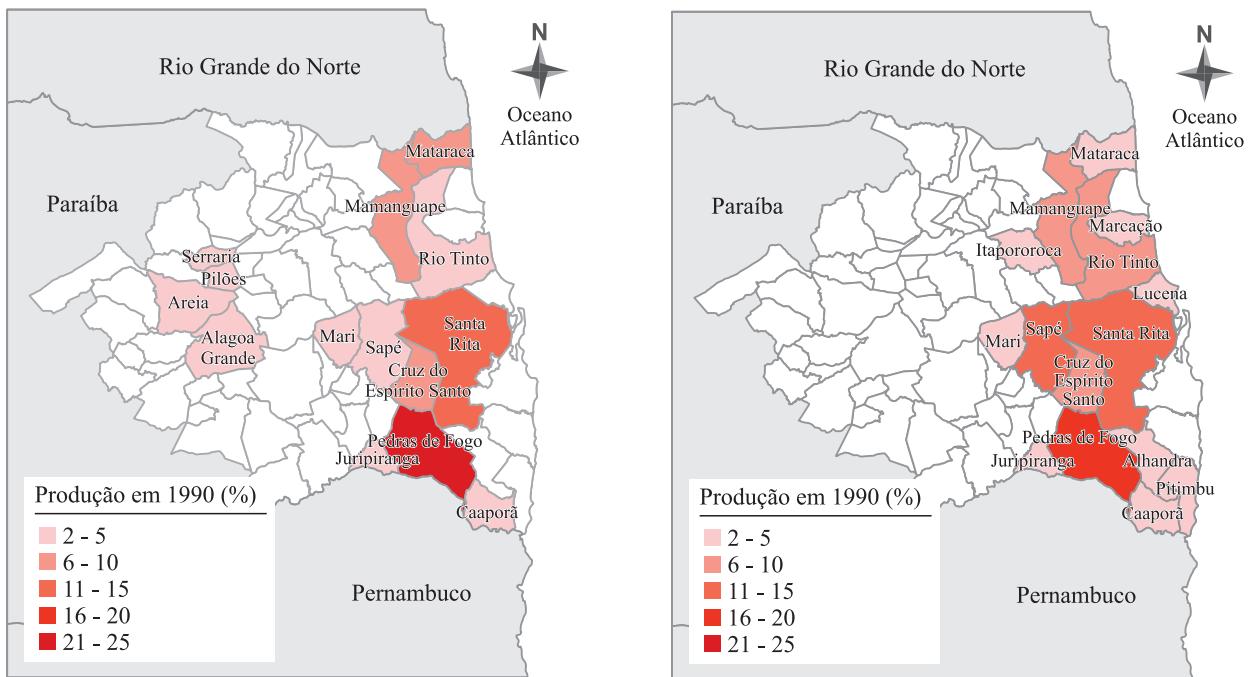 N
Rio Grande do Norte
Oceano
Atlântico
Mataraca
Paraíba
Mamanguape
Serraria
Pilões
Rio Tinto
Areia
Alagoa
Grande
Mari
Sapé
Santa
Rita
Cruz do
Espírito Santo
Pedras de Fogo
Juripiranga
Caaporã
Produção em 1990 (%)
2 - 5
6 - 10
11 - 15
16 - 20
21 - 25
Pernambuco
N
Rio Grande do Norte
Oceano
Atlântico
Mataraca
Paraíba
Mamanguape
Marcação
Itapororoca
Rio Tinto
Lucena
Mari
Sapé
Santa Rita
Cruz do
Espírito
Santo
Pedras de Fogo
Juripiranga
Alhandra
Pitimbu
Caaporã
Produção em 1990 (%)
2 - 5
6 - 10
11 - 15
16 - 20
21 - 25
Pernambuco